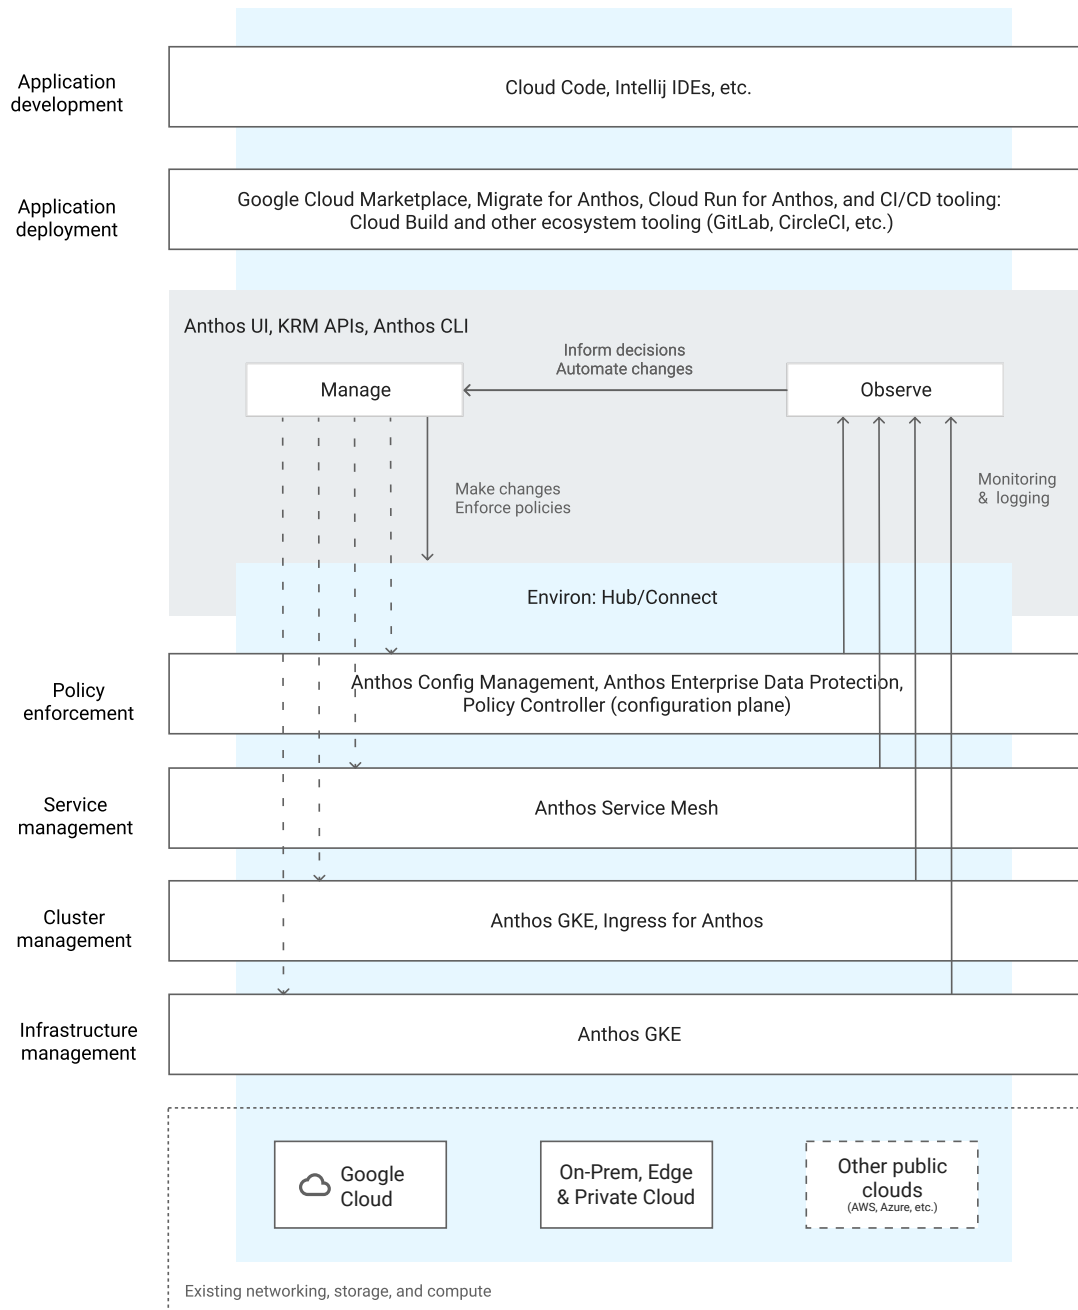 Application
development
Cloud Code, Intellij IDEs, etc.
Application
deployment
Google Cloud Marketplace, Migrate for Anthos, Cloud Run for Anthos, and CI/CD tooling:
Cloud Build and other ecosystem tooling (GitLab, CircleCI, etc.)
Anthos UI, KRM APIs, Anthos CLI
Inform decisions
Automate changes
Manage
Observe
Make changes
Enforce policies
Monitoring
& logging
Environ: Hub/Connect
Policy
enforcement
Anthos Config Management, Anthos Enterprise Data Protection,
Policy Controller (configuration plane)
Service
management
Anthos Service Mesh
Cluster
management
Anthos GKE, Ingress for Anthos
Infrastructure
management
Anthos GKE
Google
Cloud
On-Prem, Edge
& Private Cloud
Other public
clouds
(AWS, Azure, etc.)
Existing networking, storage, and compute